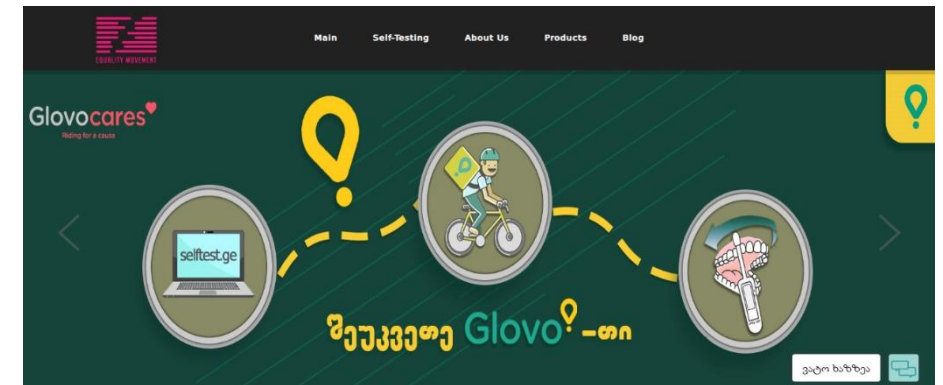 EQUALITY MOVEMENT
Main Self-Testing About Us Products Blog
Glovocares
Riding for a cause
selftest.ge
შეუკვეთე Glovo-თი
ვატო ხაზზეა